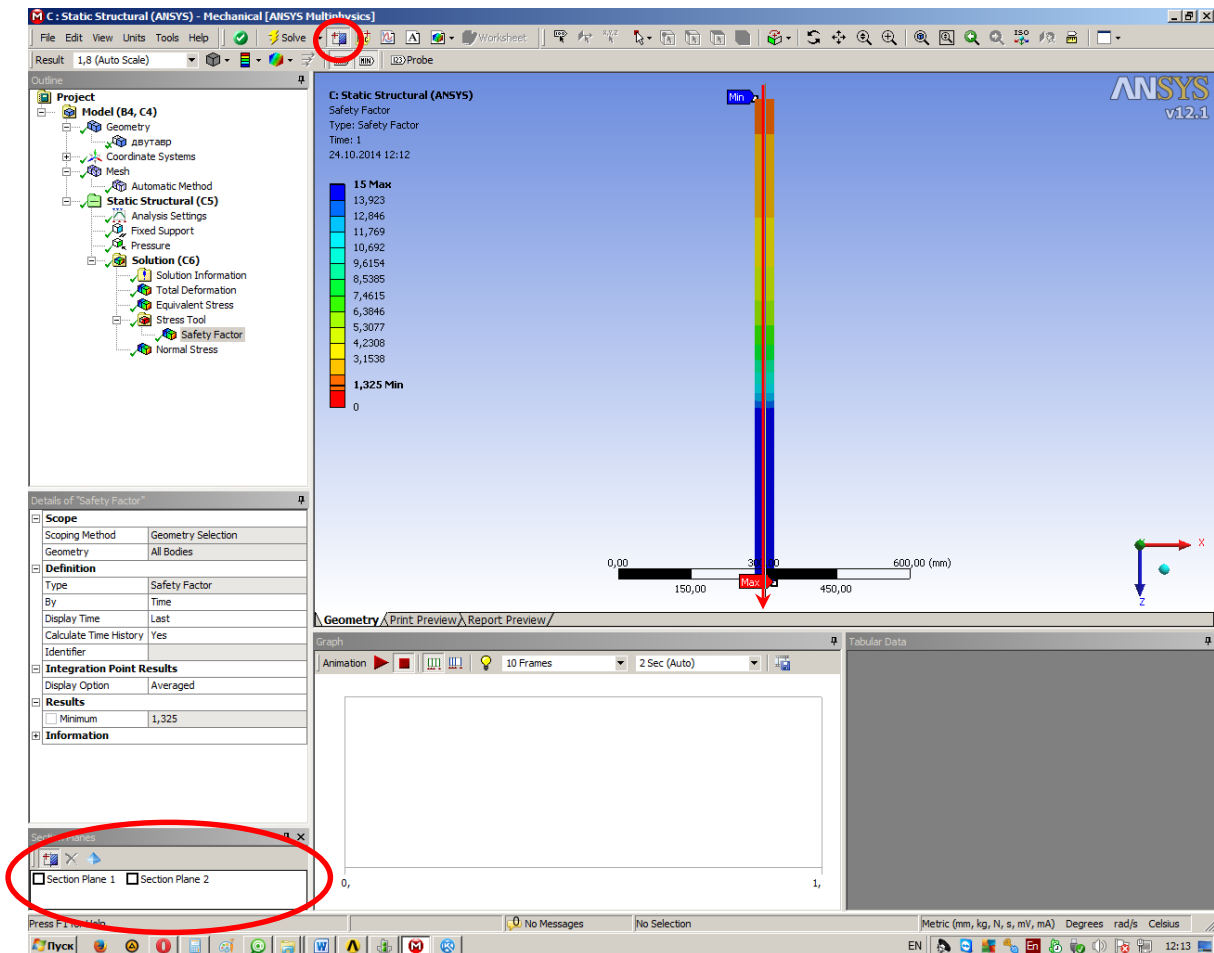 C : Static Structural (ANSYS) - Mechanical [ANSYS Multiphysics]
File Edit View Units Tools Help Solve Worksheet
Result 1,8 (Auto Scale) Probe
Outline
Project
Model (B4, C4)
Geometry
двутавр
Coordinate Systems
Mesh
Automatic Method
Static Structural (C5)
Analysis Settings
Fixed Support
Pressure
Solution (C6)
Solution Information
Total Deformation
Equivalent Stress
Stress Tool
Safety Factor
Normal Stress
C: Static Structural (ANSYS)
Safety Factor
Type: Safety Factor
Time: 1
24.10.2014 12:12
15 Max
13,923
12,846
11,769
10,692
9,6154
8,5385
7,4615
6,3846
5,3077
4,2308
3,1538
1,325 Min
0
Min
Max
ANSYS
v12.1
0,00 600,00 (mm)
150,00 450,00
X
Z
Geometry Print Preview Report Preview
Details of "Safety Factor"
Scope
Scoping Method Geometry Selection
Geometry All Bodies
Definition
Type Safety Factor
By Time
Display Time Last
Calculate Time History Yes
Identifier
Integration Point Results
Display Option Averaged
Results
Minimum 1,325
Information
Section Planes
Section Plane 1 Section Plane 2
Graph
Animation 10 Frames 2 Sec (Auto)
0, 1,
Tabular Data
Press F1 for Help
0 No Messages No Selection Metric (mm, kg, N, s, mV, mA) Degrees rad/s Celsius
Пуск EN En 12:13